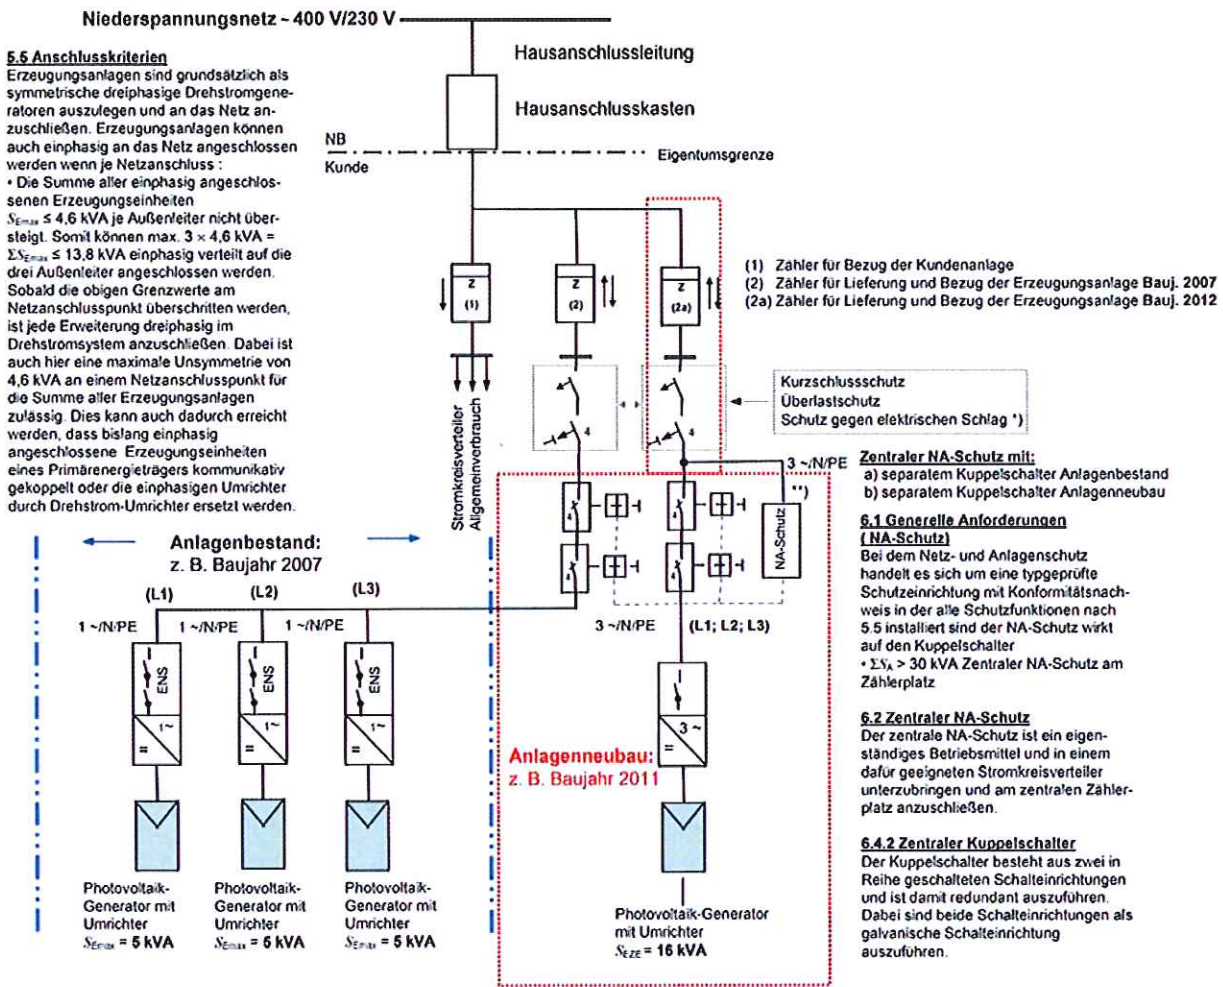 Niederspannungsnetz ~ 400 V/230 V
Hausanschlussleitung
Hausanschlusskasten
NB
Kunde
Eigentumsgrenze
5.5 Anschlusskriterien
Erzeugungsanlagen sind grundsätzlich als
symmetrische dreiphasige Drehstromgene-
ratoren auszulegen und an das Netz an-
zuschließen. Erzeugungsanlagen können
auch einphasig an das Netz angeschlossen
werden wenn je Netzanschluss :
• Die Summe aller einphasig angeschlos-
senen Erzeugungseinheiten
SEmax ≤ 4,6 kVA je Außenleiter nicht über-
steigt. Somit können max. 3 × 4,6 kVA =
ΣSEmax ≤ 13,8 kVA einphasig verteilt auf die
drei Außenleiter angeschlossen werden.
Sobald die obigen Grenzwerte am
Netzanschlusspunkt überschritten werden,
ist jede Erweiterung dreiphasig im
Drehstromsystem anzuschließen. Dabei ist
auch hier eine maximale Unsymmetrie von
4,6 kVA an einem Netzanschlusspunkt für
die Summe aller Erzeugungsanlagen
zulässig. Dies kann auch dadurch erreicht
werden, dass bislang einphasig
angeschlossene Erzeugungseinheiten
eines Primärenergieträgers kommunikativ
gekoppelt oder die einphasigen Umrichter
durch Drehstrom-Umrichter ersetzt werden.
Z
(1)
Z
(2)
Z
(2a)
(1) Zähler für Bezug der Kundenanlage
(2) Zähler für Lieferung und Bezug der Erzeugungsanlage Bauj. 2007
(2a) Zähler für Lieferung und Bezug der Erzeugungsanlage Bauj. 2012
4
4
Kurzschlussschutz
Überlastschutz
Schutz gegen elektrischen Schlag *)
Stromkreisverteiler
Allgemeinverbrauch
3 ~/N/PE
**)
NA-Schutz
4
4
4
4
Zentraler NA-Schutz mit:
a) separatem Kuppelschalter Anlagenbestand
b) separatem Kuppelschalter Anlagenneubau
6.1 Generelle Anforderungen
( NA-Schutz)
Bei dem Netz- und Anlagenschutz
handelt es sich um eine typgeprüfte
Schutzeinrichtung mit Konformitätsnach-
weis in der alle Schutzfunktionen nach
5.5 installiert sind der NA-Schutz wirkt
auf den Kuppelschalter
• ΣSA > 30 kVA Zentraler NA-Schutz am
Zählerplatz
6.2 Zentraler NA-Schutz
Der zentrale NA-Schutz ist ein eigen-
ständiges Betriebsmittel und in einem
dafür geeigneten Stromkreisverteiler
unterzubringen und am zentralen Zähler-
platz anzuschließen.
6.4.2 Zentraler Kuppelschalter
Der Kuppelschalter besteht aus zwei in
Reihe geschalteten Schalteinrichtungen
und ist damit redundant auszuführen.
Dabei sind beide Schalteinrichtungen als
galvanische Schalteinrichtung
auszuführen.
Anlagenbestand:
z. B. Baujahr 2007
(L1)
(L2)
(L3)
1 ~/N/PE
1 ~/N/PE
1 ~/N/PE
ENS
ENS
ENS
1~
=
1~
=
1~
=
Photovoltaik-
Generator mit
Umrichter
SEmax = 5 kVA
Photovoltaik-
Generator mit
Umrichter
SEmax = 6 kVA
Photovoltaik-
Generator mit
Umrichter
SEmax = 5 kVA
3 ~/N/PE
(L1; L2; L3)
3 ~
=
Anlagenneubau:
z. B. Baujahr 2011
Photovoltaik-Generator
mit Umrichter
SEZE = 16 kVA